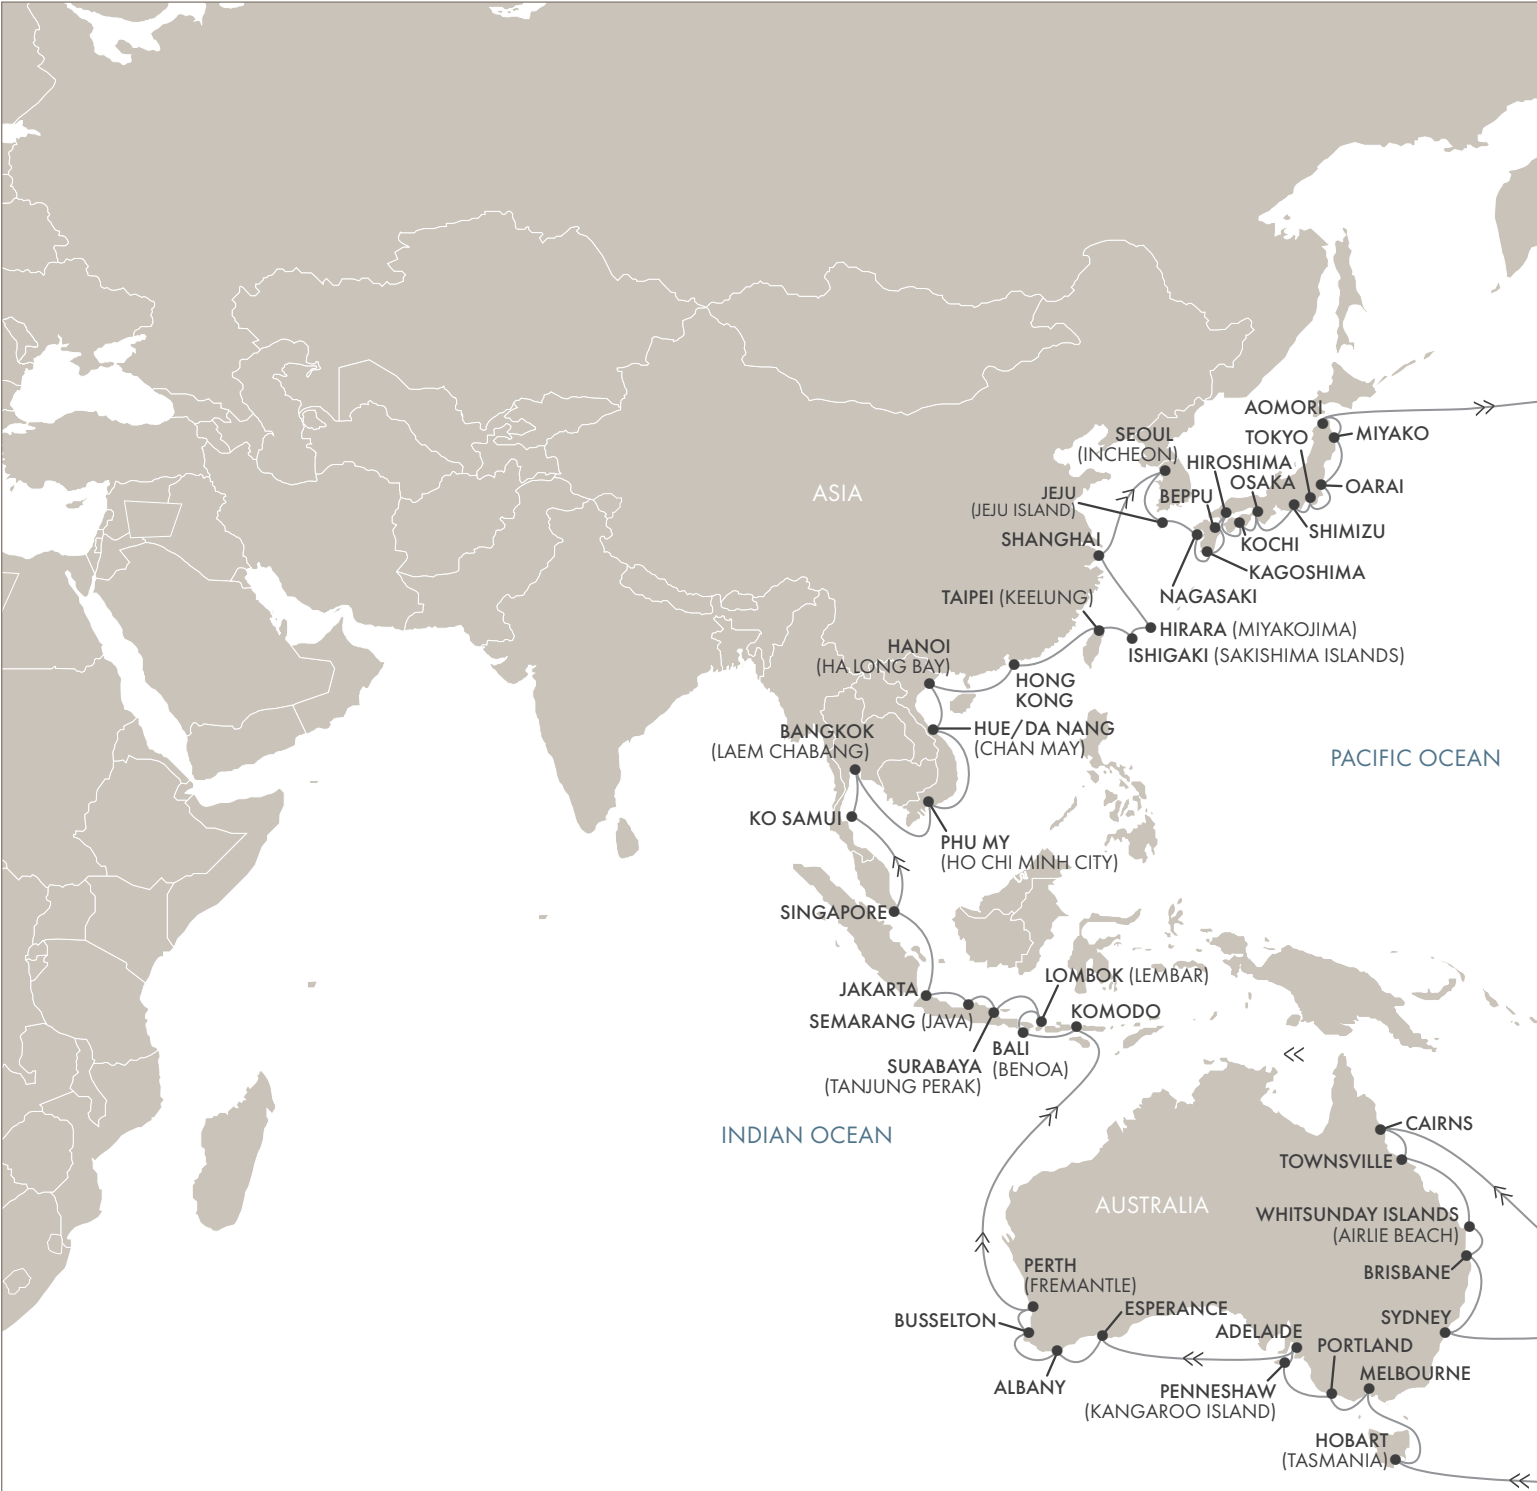 AOMORI
MIYAKO
TOKYO
SEOUL
(INCHEON)
HIROSHIMA
OSAKA
OARAI
ASIA
JEJU
(JEJU ISLAND)
BEPPU
SHIMIZU
SHANGHAI
KOCHI
KAGOSHIMA
NAGASAKI
TAIPEI (KEELUNG)
HIRARA (MIYAKOJIMA)
ISHIGAKI (SAKISHIMA ISLANDS)
HANOI
(HA LONG BAY)
HONG
KONG
HUE/DA NANG
(CHAN MAY)
BANGKOK
(LAEM CHABANG)
PACIFIC OCEAN
KO SAMUI
PHU MY
(HO CHI MINH CITY)
SINGAPORE
LOMBOK (LEMBAR)
JAKARTA
KOMODO
SEMARANG (JAVA)
BALI
(BENOA)
SURABAYA
(TANJUNG PERAK)
INDIAN OCEAN
CAIRNS
TOWNSVILLE
AUSTRALIA
WHITSUNDAY ISLANDS
(AIRLIE BEACH)
BRISBANE
PERTH
(FREMANTLE)
ESPERANCE
BUSSELTON
SYDNEY
ADELAIDE
PORTLAND
MELBOURNE
ALBANY
PENNESHAW
(KANGAROO ISLAND)
HOBART
(TASMANIA)